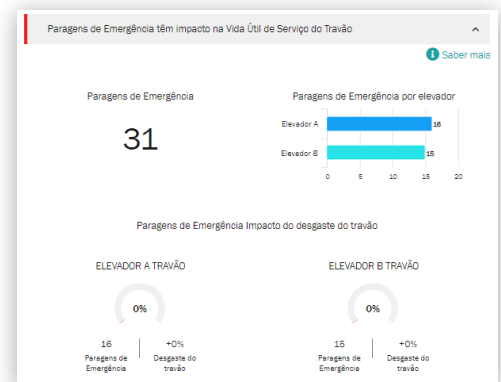 Paragens de Emergência têm impacto na Vida Útil de Serviço do Travão
Saber mais
Paragens de Emergência
31
Paragens de Emergência por elevador
Elevador A
16
Elevador B
15
0 5 10 15 20
Paragens de Emergência Impacto do desgaste do travão
ELEVADOR A TRAVÃO
0%
16
Paragens de
Emergência
+0%
Desgaste do
travão
ELEVADOR B TRAVÃO
0%
15
Paragens de
Emergência
+0%
Desgaste do
travão